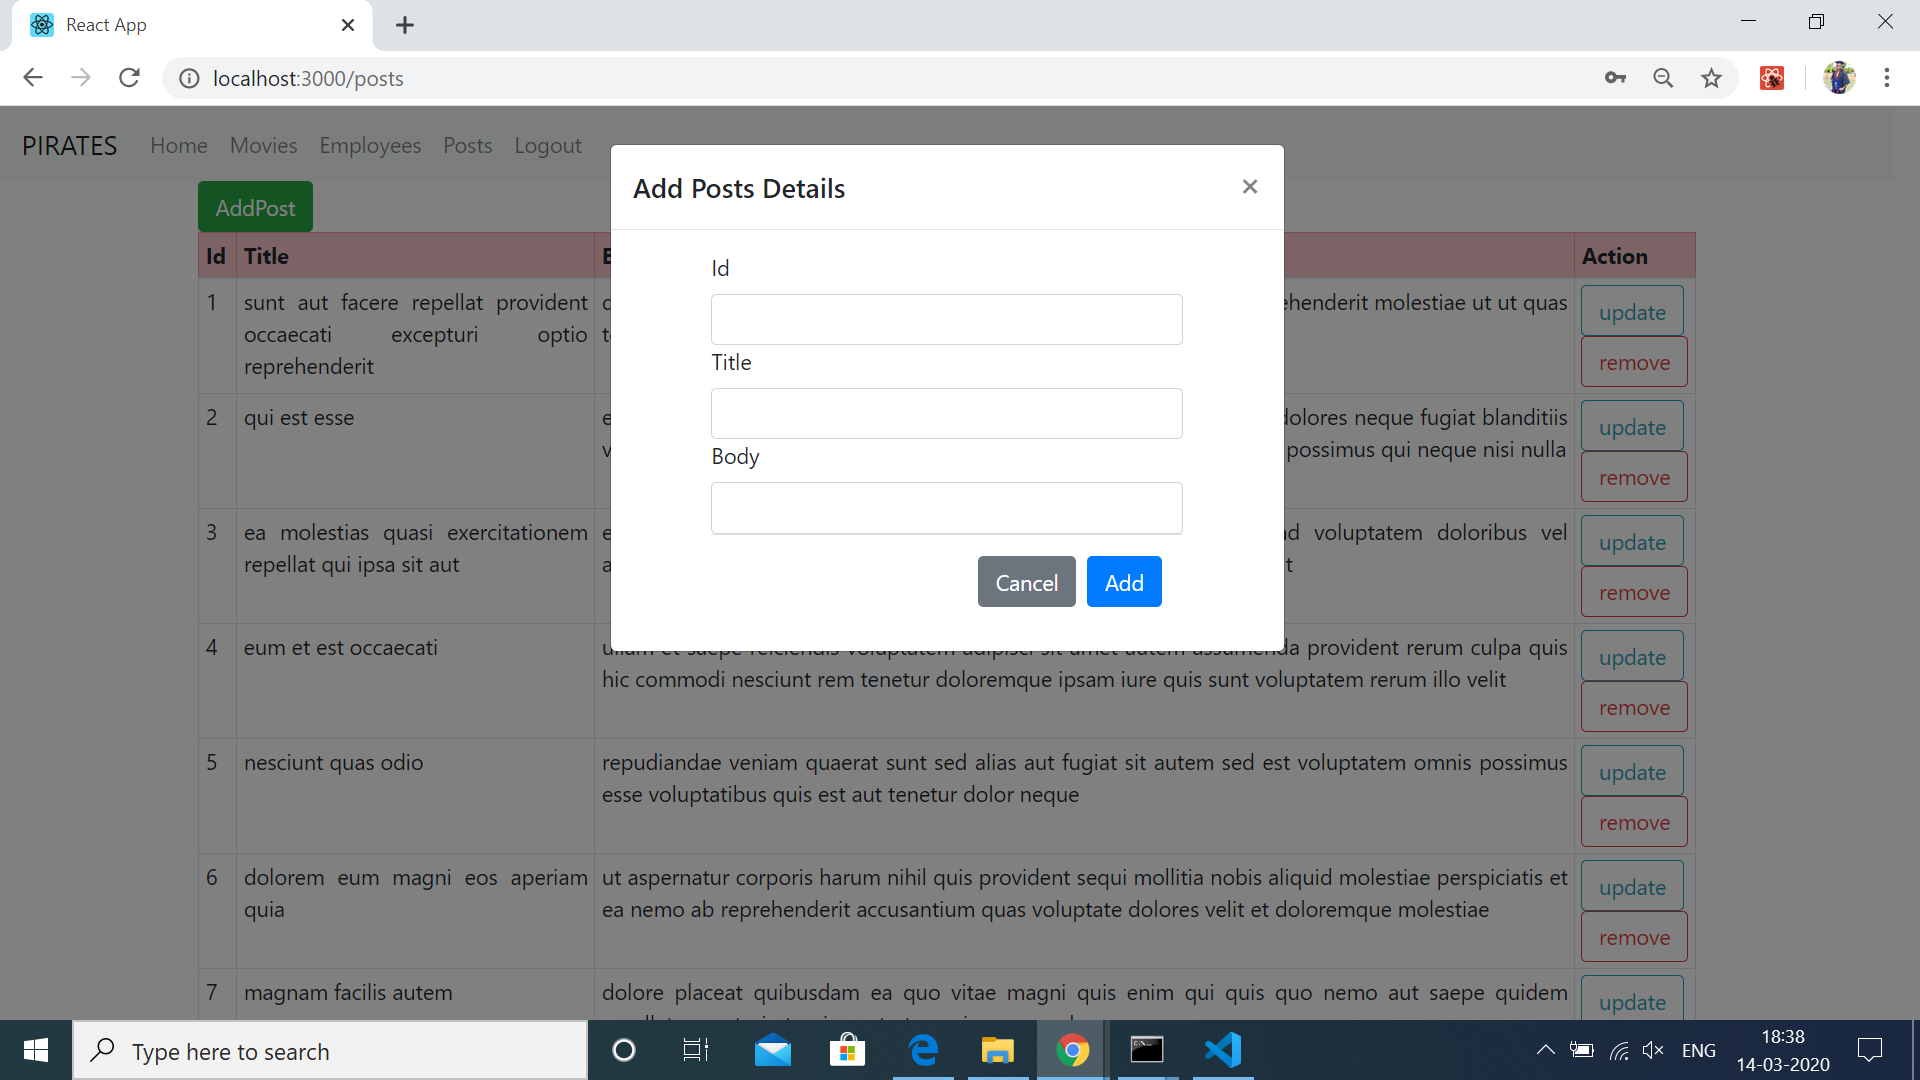 React App
localhost:3000/posts
PIRATES Home Movies Employees Posts Logout
AddPost
Add Posts Details ×
Id
Title
Body
Cancel Add
Id Title Action
1 sunt aut facere repellat provident
occaecati excepturi optio
reprehenderit
molestiae ut ut quas
update
remove
2 qui est esse
neque fugiat blanditiis
possimus qui neque nisi nulla
update
remove
3 ea molestias quasi exercitationem
repellat qui ipsa sit aut
voluptatem doloribus vel
update
remove
4 eum et est occaecati
provident rerum culpa quis
hic commodi nesciunt rem tenetur doloremque ipsam iure quis sunt voluptatem rerum illo velit
update
remove
5 nesciunt quas odio
repudiandae veniam quaerat sunt sed alias aut fugiat sit autem sed est voluptatem omnis possimus
esse voluptatibus quis est aut tenetur dolor neque
update
remove
6 dolorem eum magni eos aperiam
quia
ut aspernatur corporis harum nihil quis provident sequi mollitia nobis aliquid molestiae perspiciatis et
ea nemo ab reprehenderit accusantium quas voluptate dolores velit et doloremque molestiae
update
remove
7 magnam facilis autem
dolore placeat quibusdam ea quo vitae magni quis enim qui quis quo nemo aut saepe quidem
update
Type here to search
ENG
18:38
14-03-2020